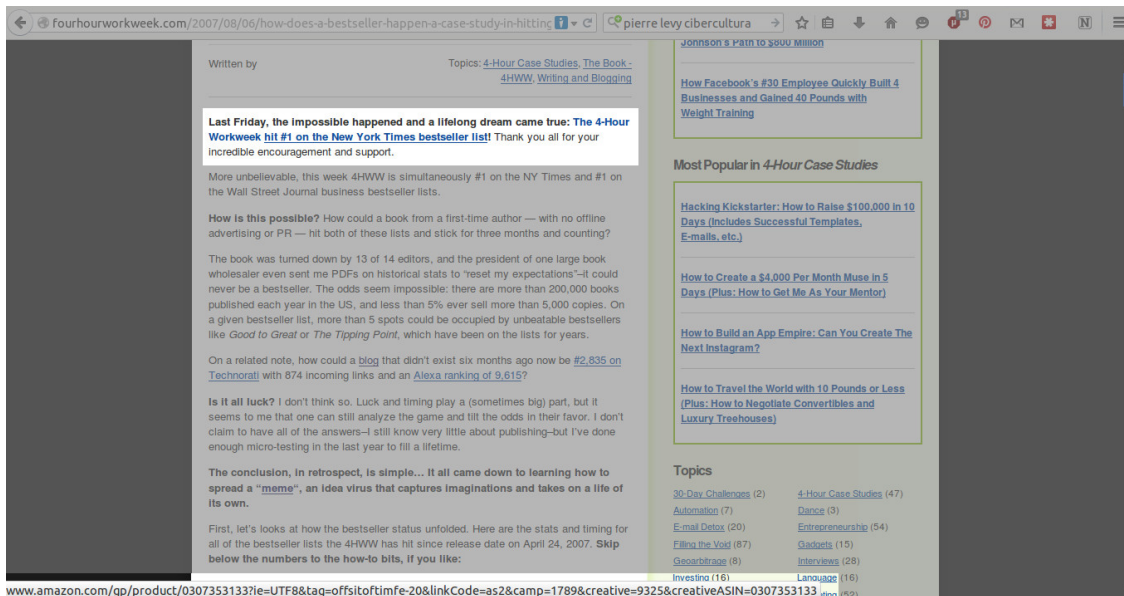 fourhourworkweek.com/2007/08/06/how-does-a-bestseller-happen-a-case-study-in-hitting
pierre levy cibercultura
13
N
Written by
Topics: 4-Hour Case Studies, The Book -
4HWW, Writing and Blogging
Last Friday, the impossible happened and a lifelong dream came true: The 4-Hour
Workweek hit #1 on the New York Times bestseller list! Thank you all for your
incredible encouragement and support.
More unbelievable, this week 4HWW is simultaneously #1 on the NY Times and #1 on
the Wall Street Journal business bestseller lists.
How is this possible? How could a book from a first-time author — with no offline
advertising or PR — hit both of these lists and stick for three months and counting?
The book was turned down by 13 of 14 editors, and the president of one large book
wholesaler even sent me PDFs on historical stats to “reset my expectations”–it could
never be a bestseller. The odds seem impossible: there are more than 200,000 books
published each year in the US, and less than 5% ever sell more than 5,000 copies. On
a given bestseller list, more than 5 spots could be occupied by unbeatable bestsellers
like Good to Great or The Tipping Point, which have been on the lists for years.
On a related note, how could a blog that didn’t exist six months ago now be #2,835 on
Technorati with 874 incoming links and an Alexa ranking of 9,615?
Is it all luck? I don’t think so. Luck and timing play a (sometimes big) part, but it
seems to me that one can still analyze the game and tilt the odds in their favor. I don’t
claim to have all of the answers–I still know very little about publishing–but I’ve done
enough micro-testing in the last year to fill a lifetime.
The conclusion, in retrospect, is simple… It all came down to learning how to
spread a “meme“, an idea virus that captures imaginations and takes on a life of
its own.
First, let’s looks at how the bestseller status unfolded. Here are the stats and timing for
all of the bestseller lists the 4HWW has hit since release date on April 24, 2007. Skip
below the numbers to the how-to bits, if you like:
Johnson's Path to $800 Million
How Facebook's #30 Employee Quickly Built 4
Businesses and Gained 40 Pounds with
Weight Training
Most Popular in 4-Hour Case Studies
Hacking Kickstarter: How to Raise $100,000 in 10
Days (Includes Successful Templates,
E-mails, etc.)
How to Create a $4,000 Per Month Muse in 5
Days (Plus: How to Get Me As Your Mentor)
How to Build an App Empire: Can You Create The
Next Instagram?
How to Travel the World with 10 Pounds or Less
(Plus: How to Negotiate Convertibles and
Luxury Treehouses)
Topics
30-Day Challenges (2)
4-Hour Case Studies (47)
Automation (7)
Dance (3)
E-mail Detox (20)
Entrepreneurship (54)
Filling the Void (87)
Gadgets (15)
Geoarbitrage (8)
Interviews (28)
Investing (16)
Language (16)
(52)
www.amazon.com/gp/product/0307353133?ie=UTF8&tag=offsitoftimfe-20&linkCode=as2&camp=1789&creative=9325&creativeASIN=0307353133